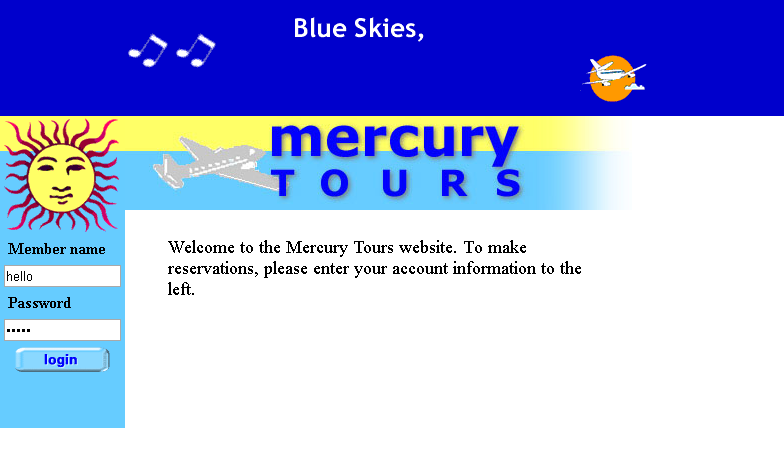 Blue Skies,
mercury
TOURS
Member name
hello
Password
•••••
login
Welcome to the Mercury Tours website. To make
reservations, please enter your account information to the
left.